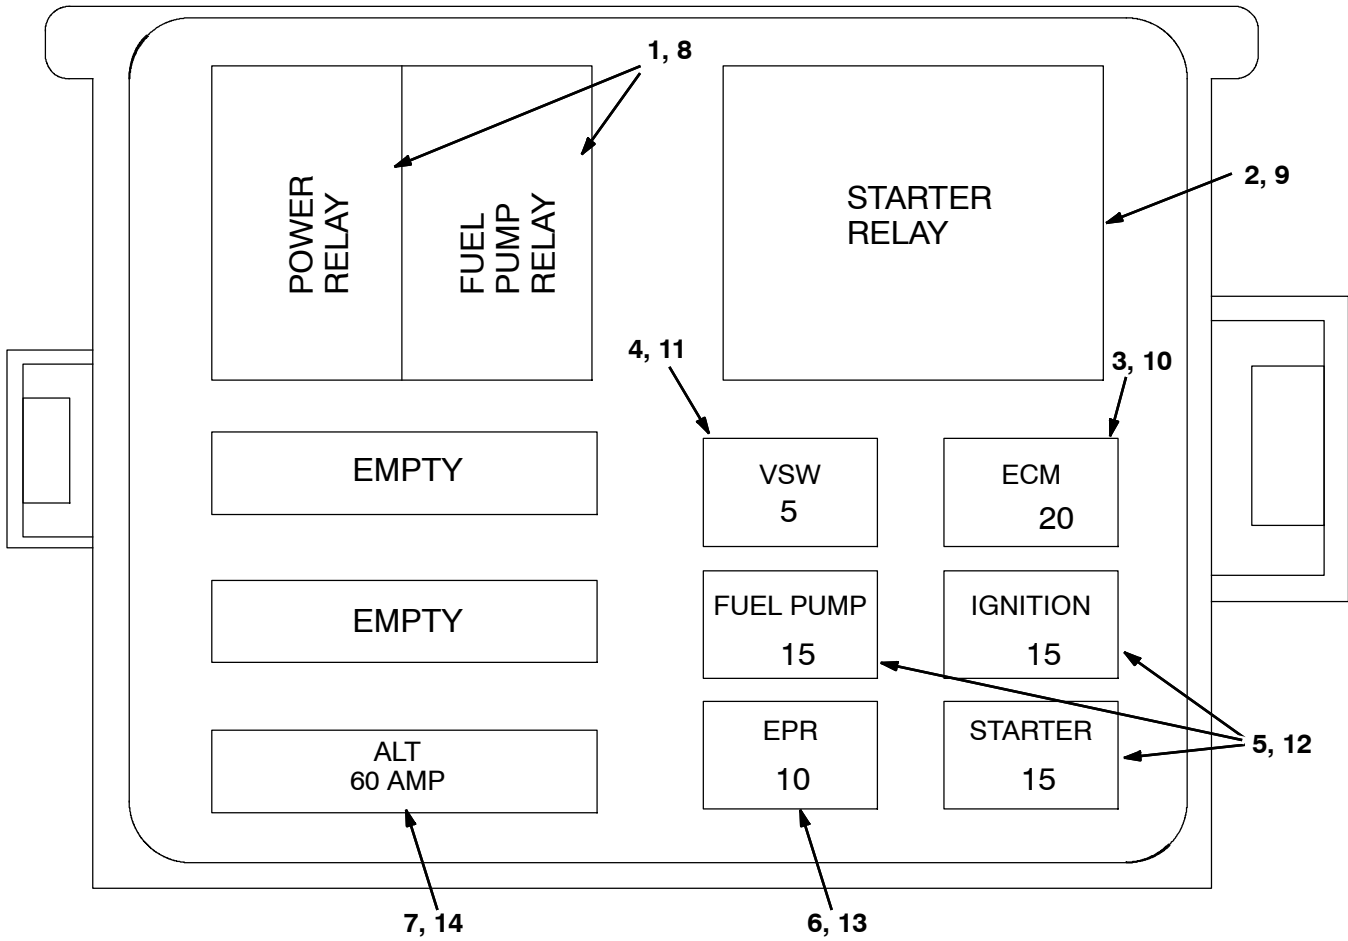 1, 8
POWER
RELAY
FUEL
PUMP
RELAY
STARTER
RELAY
2, 9
4, 11
3, 10
EMPTY
VSW
5
ECM
20
EMPTY
FUEL PUMP
15
IGNITION
15
ALT
60 AMP
EPR
10
STARTER
15
5, 12
7, 14
6, 13